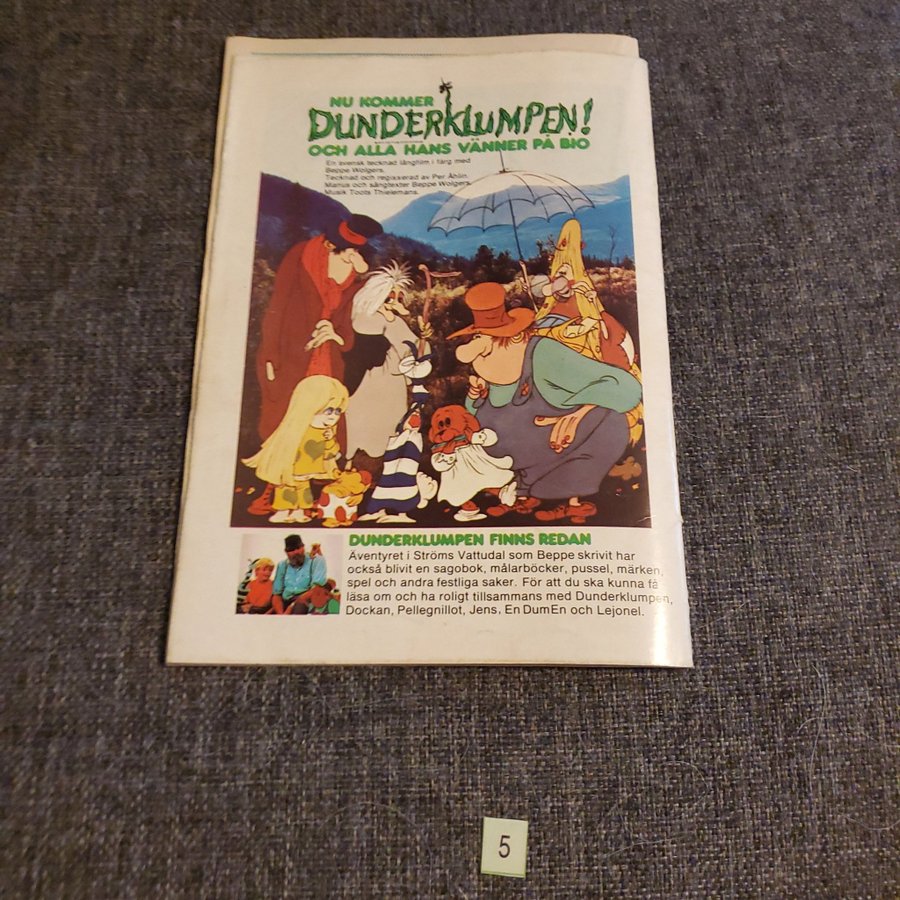 NU KOMMER
DUNDERKLUMPEN!
OCH ALLA HANS VÄNNER PÅ BIO
En svensk tecknad långfilm i färg med
Beppe Wolgers.
Tecknad och regisserad av Per Åhlin.
Manus och sångtexter Beppe Wolgers.
Musik Toots Thielemans.
DUNDERKLUMPEN FINNS REDAN
Äventyret i Ströms Vattudal som Beppe skrivit har
också blivit en sagobok, målarböcker, pussel, märken,
spel och andra festliga saker. För att du ska kunna få
läsa om och ha roligt tillsammans med Dunderklumpen,
Dockan, Pellegnillot, Jens, En DumEn och Lejonel.
5